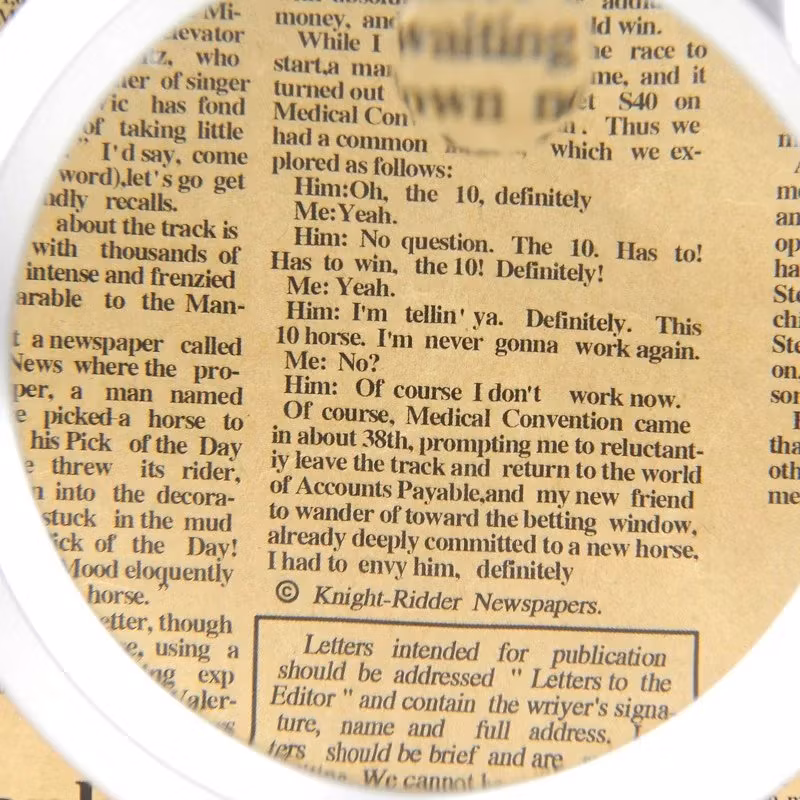 Mi-
levator
who
of singer
has fond
of taking little
I'd say, come
word),let's go get
recalls.
about the track is
with thousands of
intense and frenzied
to the Man-
a newspaper called
News where the pro-
a man named
picked a horse to
his Pick of the Day
threw its rider,
into the decora-
stuck in the mud
of the Day!
Mood eloquently
horse."
though
using a
exp
money, and
While I
start,a
turned out
Medical
had a common
plored as follows:
Him:Oh, the 10, definitely
Me:Yeah.
Him: No question. The 10. Has to!
Has to win, the 10! Definitely!
Me: Yeah.
Him: I'm tellin' ya. Definitely. This
10 horse. I'm never gonna work again.
Me: No?
Him: Of course I don't work now.
Of course, Medical Convention came
in about 38th, prompting me to reluctant-
iy leave the track and return to the world
of Accounts Payable,and my new friend
to wander of toward the betting window,
already deeply committed to a new horse,
I had to envy him, definitely
© Knight-Ridder Newspapers.
waiting
own
win.
race to
and it
S40 on
Thus we
which we ex-
Letters intended for publication
should be addressed " Letters to the
Editor " and contain the wriyer's signa-
ture, name and full address.
ters should be brief and are
We cannot